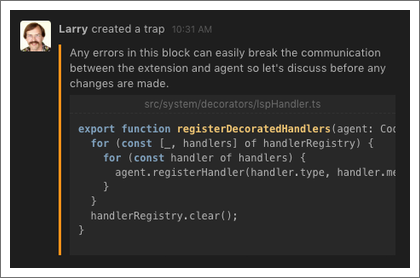 Larry created a trap 10:31 AM
Any errors in this block can easily break the communication
between the extension and agent so let's discuss before any
changes are made.
src/system/decorators/lspHandler.ts
export function registerDecoratedHandlers(agent: Co
for (const [_, handlers] of handlerRegistry) {
for (const handler of handlers) {
agent.registerHandler(handler.type, handler.me
}
}
handlerRegistry.clear();
}